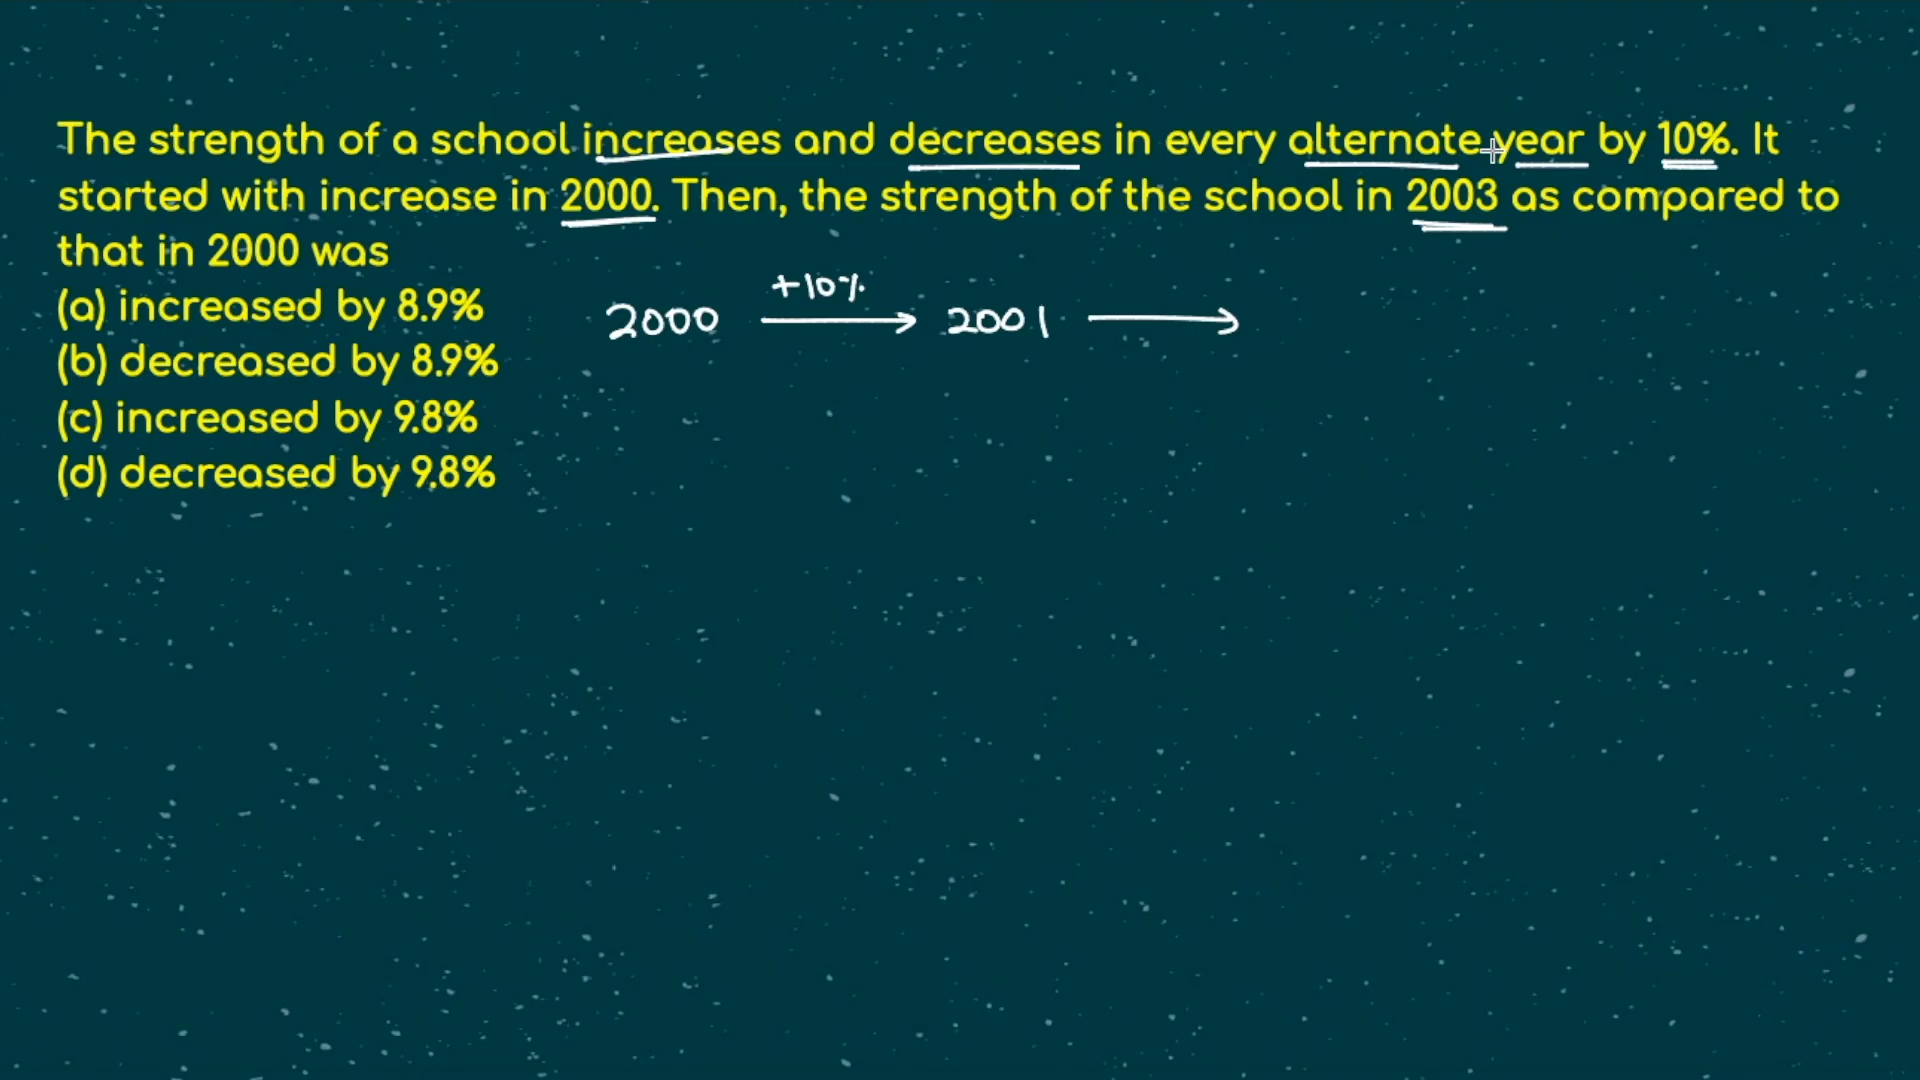 The strength of a school increases and decreases in every alternate year by 10%. It
started with increase in 2000. Then, the strength of the school in 2003 as compared to
that in 2000 was
(a) increased by 8.9%
(b) decreased by 8.9%
(c) increased by 9.8%
(d) decreased by 9.8%
+10%
2000 → 2001 →